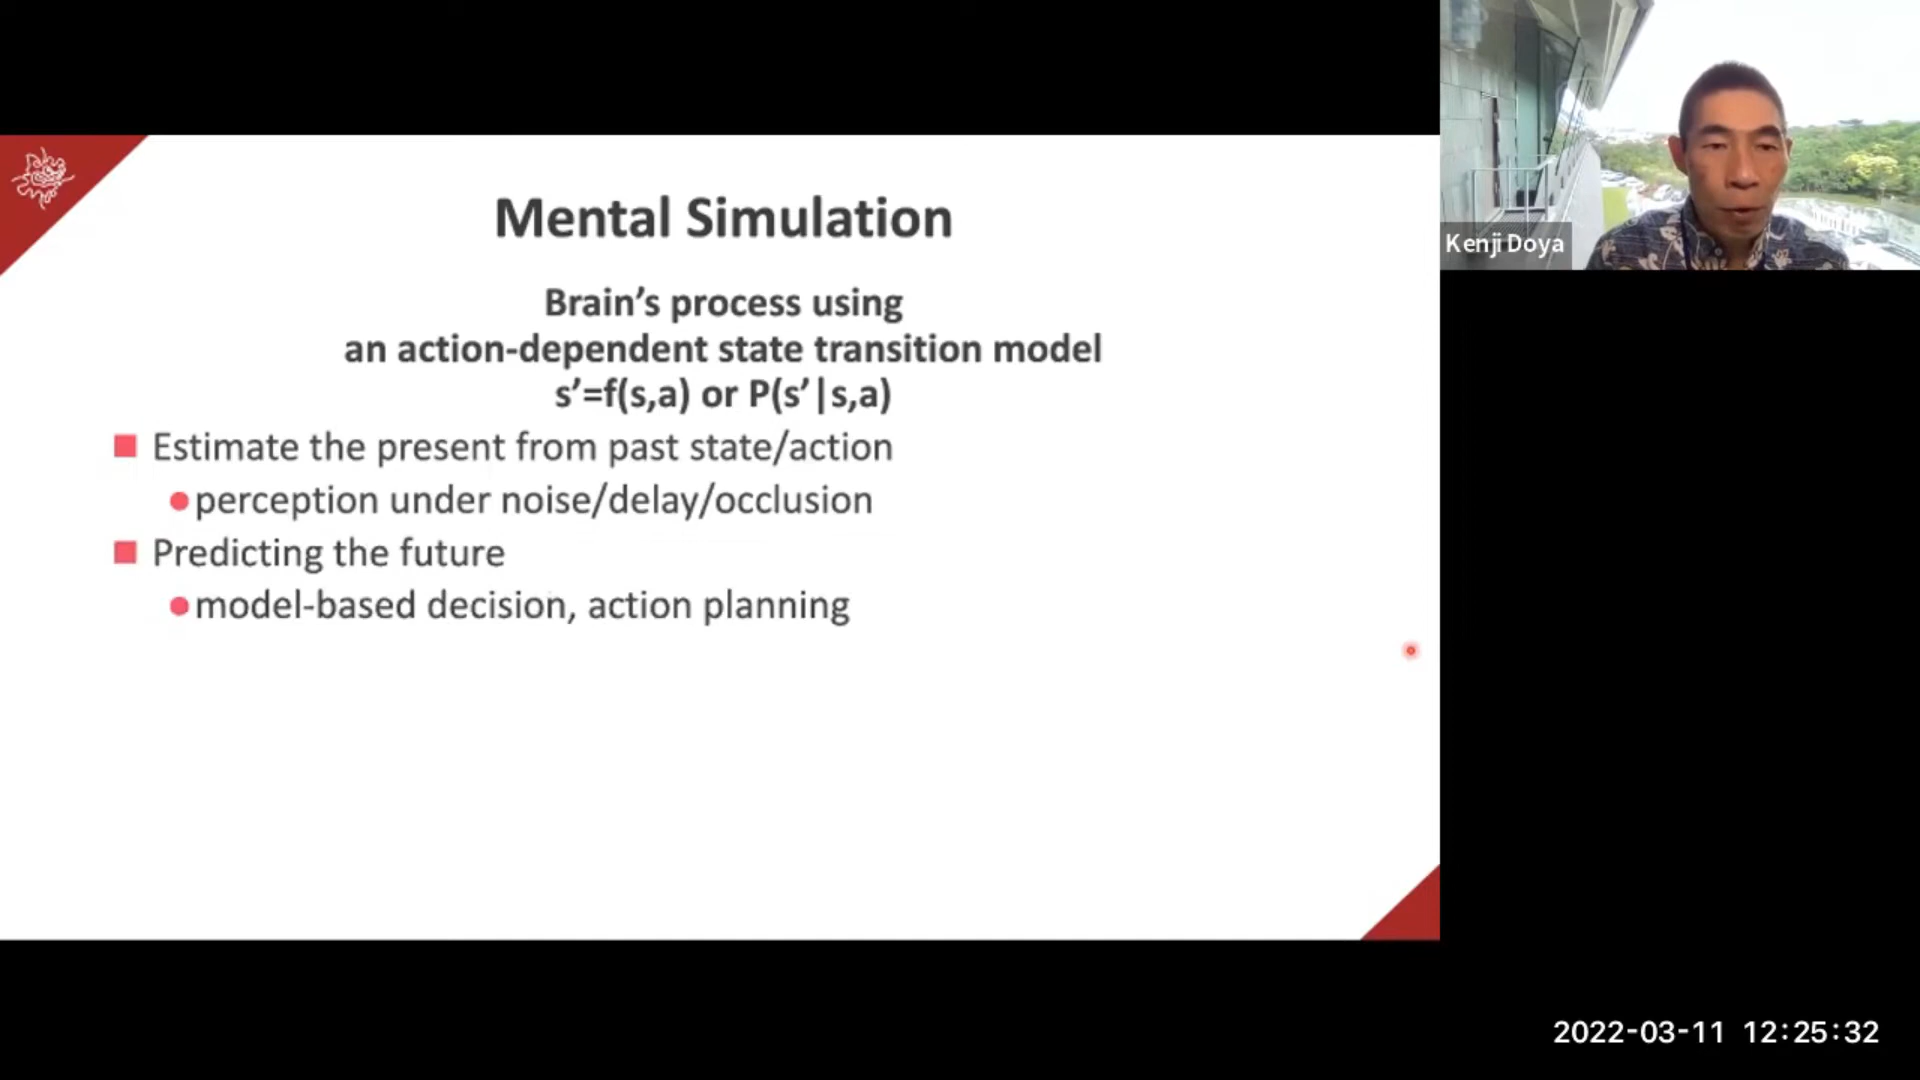 Mental Simulation
Brain’s process using
an action-dependent state transition model
s’=f(s,a) or P(s’|s,a)
Estimate the present from past state/action
perception under noise/delay/occlusion
Predicting the future
model-based decision, action planning
Kenji Doya
2022-03-11 12:25:32